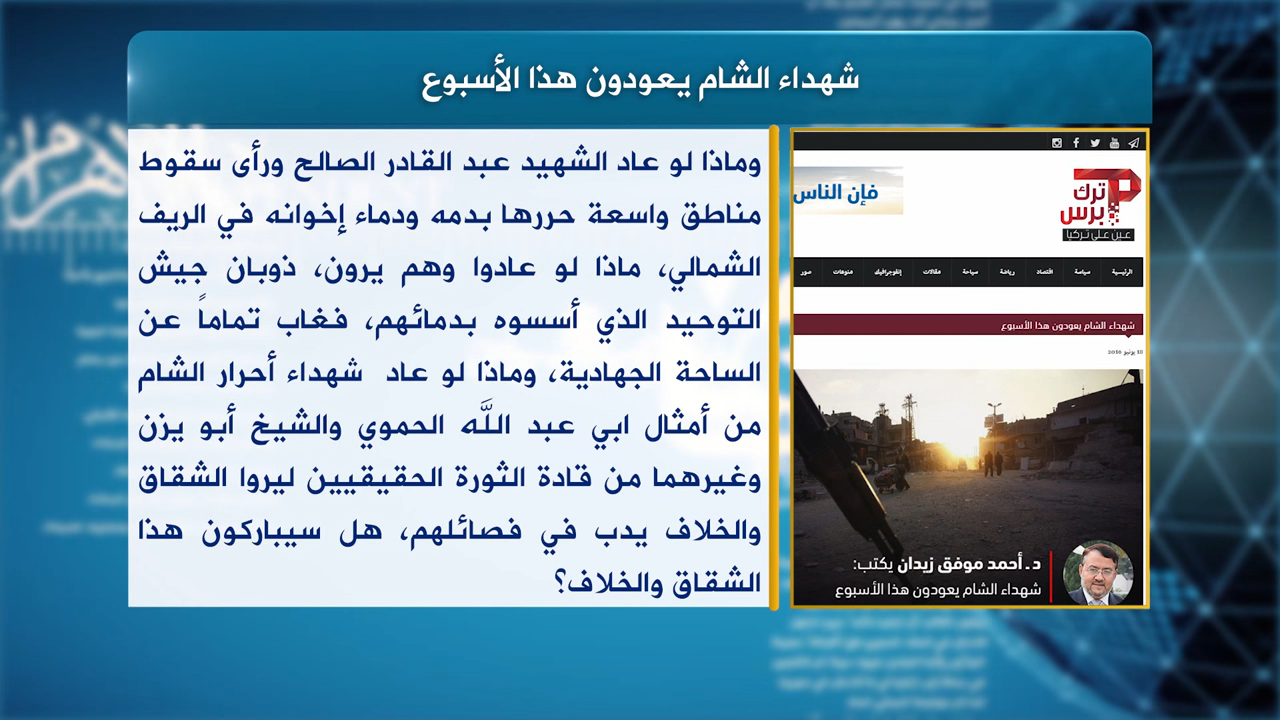 شهداء الشام يعودون هذا الأسبوع
وماذا لو عاد الشهيد عبد القادر الصالح ورأى سقوط
مناطق واسعة حررها بدمه ودماء إخوانه في الريف
الشمالي، ماذا لو عادوا وهم يرون، ذوبان جيش
التوحيد الذي أسسوه بدمائهم، فغاب تماماً عن
الساحة الجهادية، وماذا لو عاد شهداء أحرار الشام
من أمثال ابي عبد اللَّه الحموي والشيخ أبو يزن
وغيرهما من قادة الثورة الحقيقيين ليروا الشقاق
والخلاف يدب في فصائلهم، هل سيباركون هذا
الشقاق والخلاف؟
فإن الناس
ترك
برس
عين على تركيا
الرئيسية سياسة اقتصاد رياضة سياحة مقالات إنفوجرافيك منوعات صور
شهداء الشام يعودون هذا الأسبوع
يونيو 2016
د.أحمد موفق زيدان يكتب:
شهداء الشام يعودون هذا الأسبوع